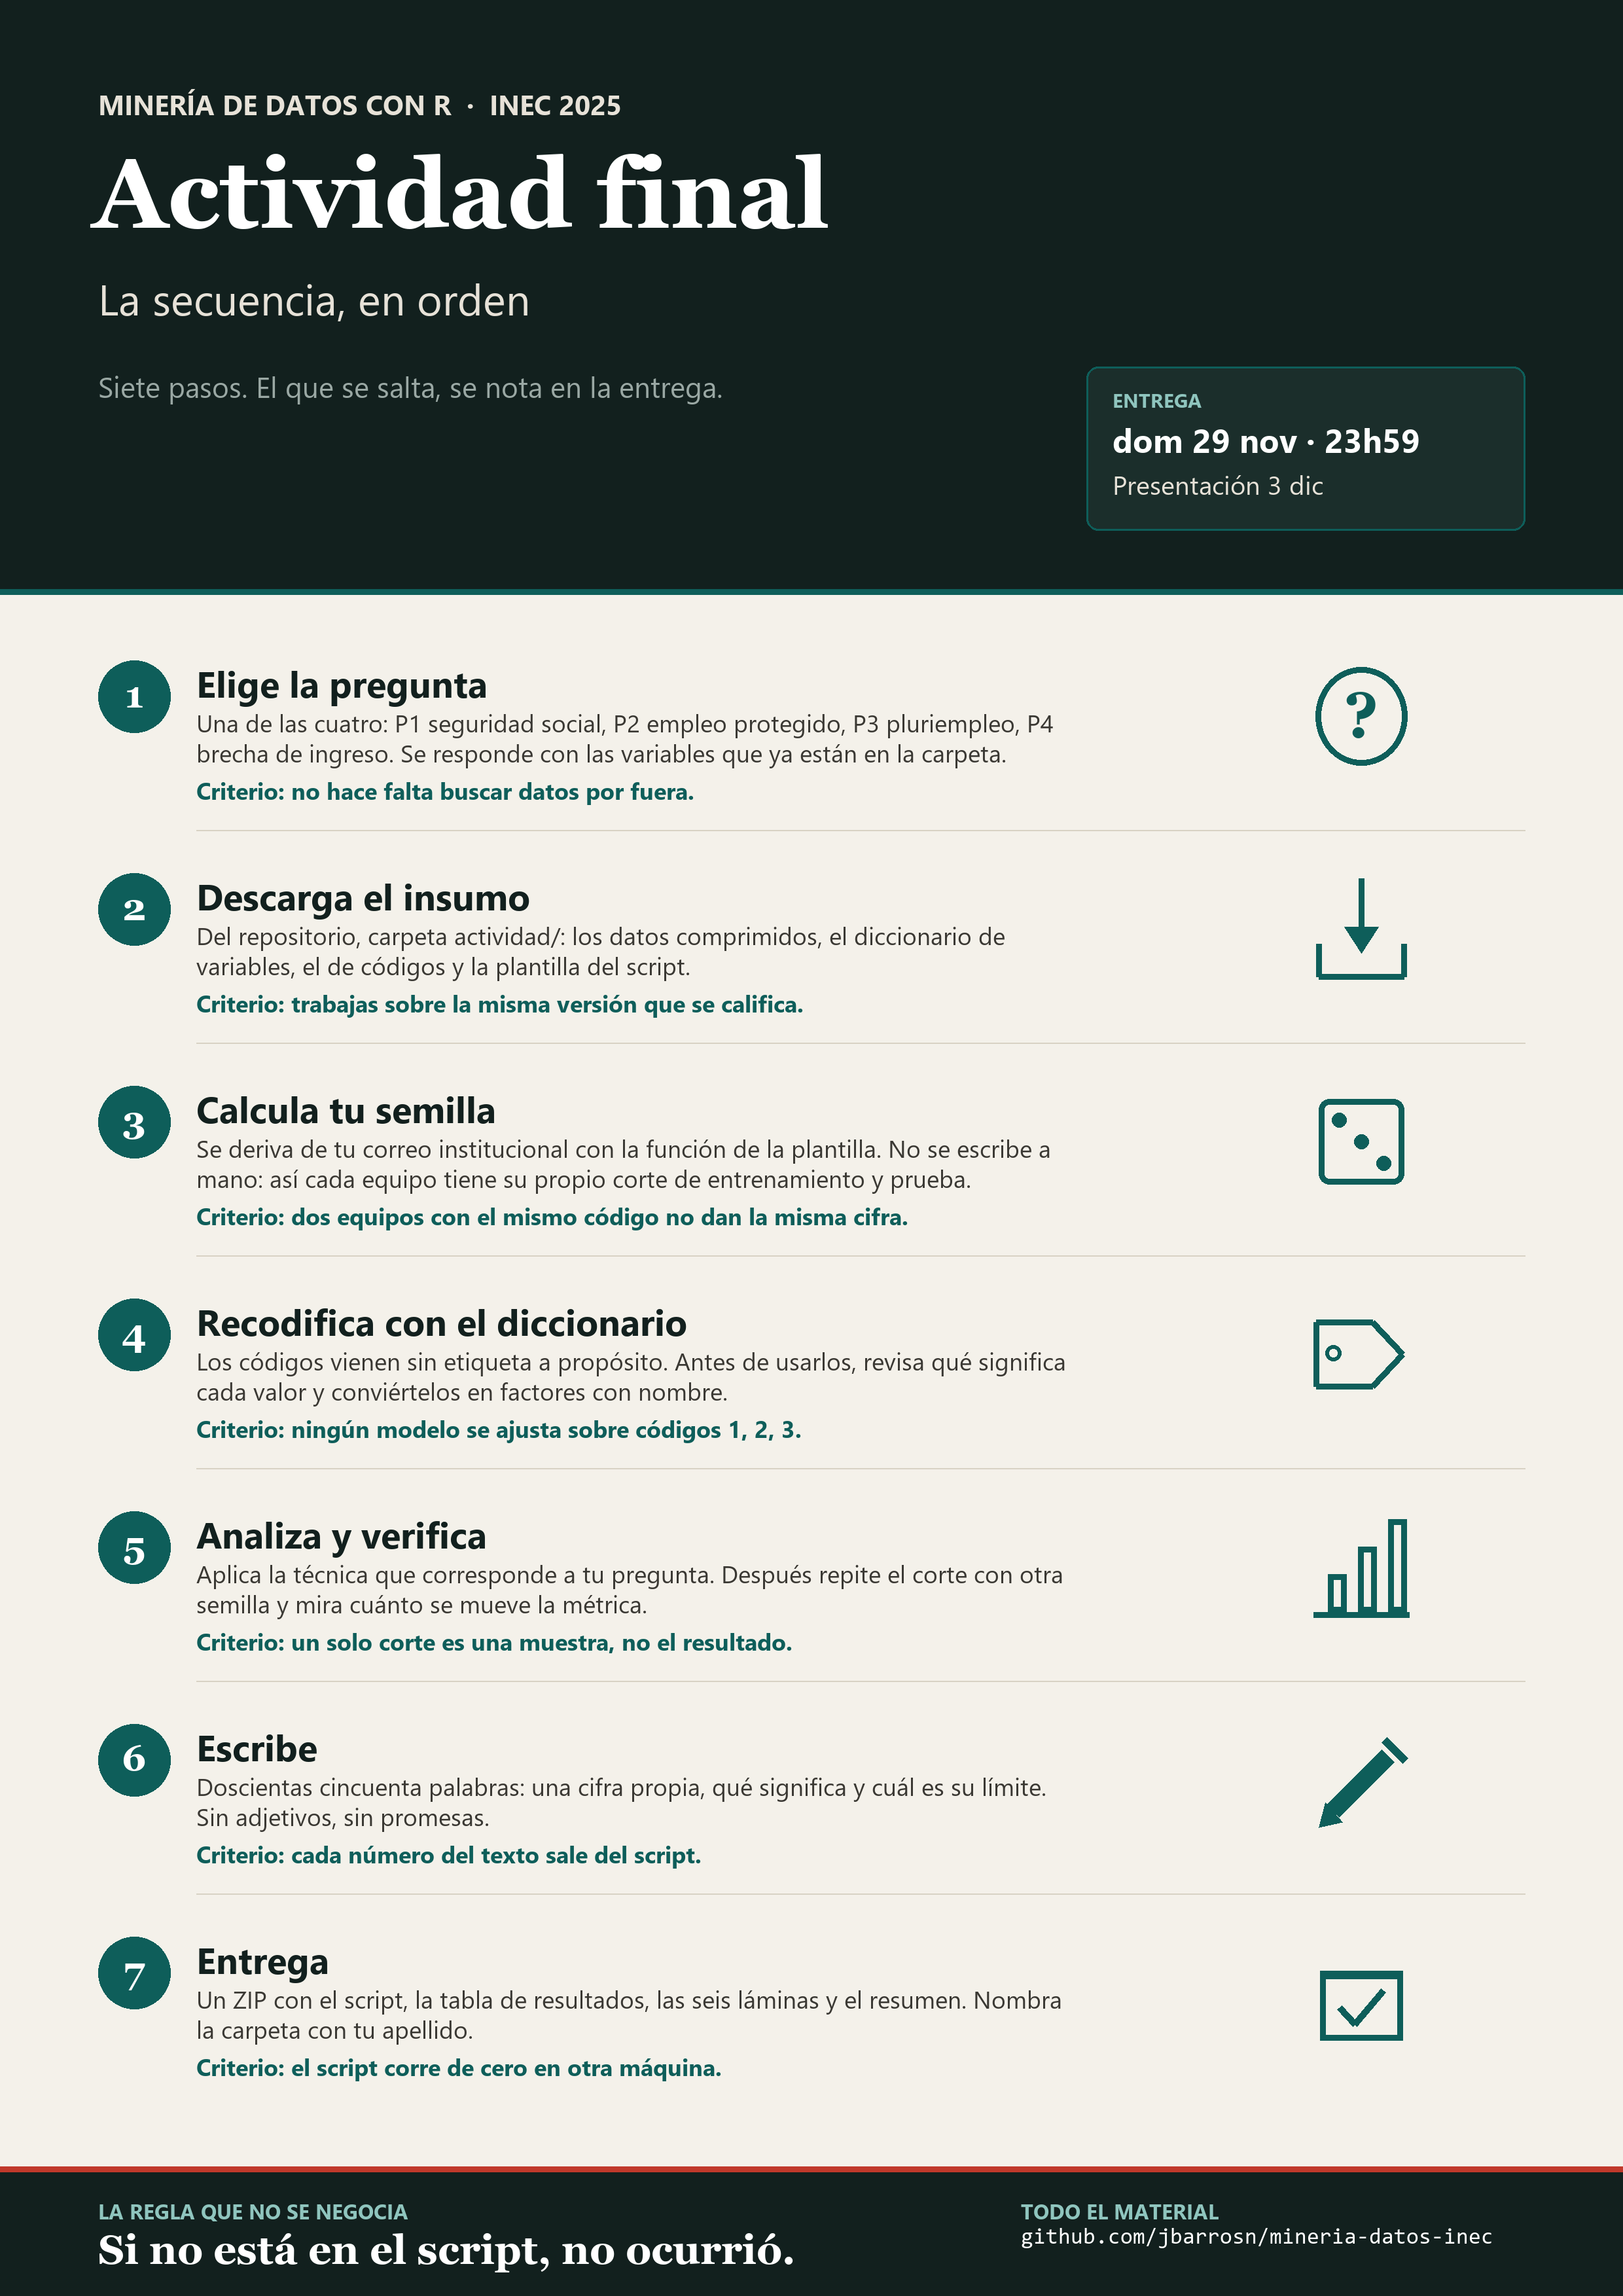 MINERÍA DE DATOS CON R · INEC 2025
Actividad final
La secuencia, en orden
Siete pasos. El que se salta, se nota en la entrega.
ENTREGA
dom 29 nov · 23h59
Presentación 3 dic
1
Elige la pregunta
Una de las cuatro: P1 seguridad social, P2 empleo protegido, P3 pluriempleo, P4
brecha de ingreso. Se responde con las variables que ya están en la carpeta.
Criterio: no hace falta buscar datos por fuera.
?
2
Descarga el insumo
Del repositorio, carpeta actividad/: los datos comprimidos, el diccionario de
variables, el de códigos y la plantilla del script.
Criterio: trabajas sobre la misma versión que se califica.
3
Calcula tu semilla
Se deriva de tu correo institucional con la función de la plantilla. No se escribe a
mano: así cada equipo tiene su propio corte de entrenamiento y prueba.
Criterio: dos equipos con el mismo código no dan la misma cifra.
4
Recodifica con el diccionario
Los códigos vienen sin etiqueta a propósito. Antes de usarlos, revisa qué significa
cada valor y conviértelos en factores con nombre.
Criterio: ningún modelo se ajusta sobre códigos 1, 2, 3.
5
Analiza y verifica
Aplica la técnica que corresponde a tu pregunta. Después repite el corte con otra
semilla y mira cuánto se mueve la métrica.
Criterio: un solo corte es una muestra, no el resultado.
6
Escribe
Doscientas cincuenta palabras: una cifra propia, qué significa y cuál es su límite.
Sin adjetivos, sin promesas.
Criterio: cada número del texto sale del script.
7
Entrega
Un ZIP con el script, la tabla de resultados, las seis láminas y el resumen. Nombra
la carpeta con tu apellido.
Criterio: el script corre de cero en otra máquina.
LA REGLA QUE NO SE NEGOCIA
Si no está en el script, no ocurrió.
TODO EL MATERIAL
github.com/jbarrosn/mineria-datos-inec